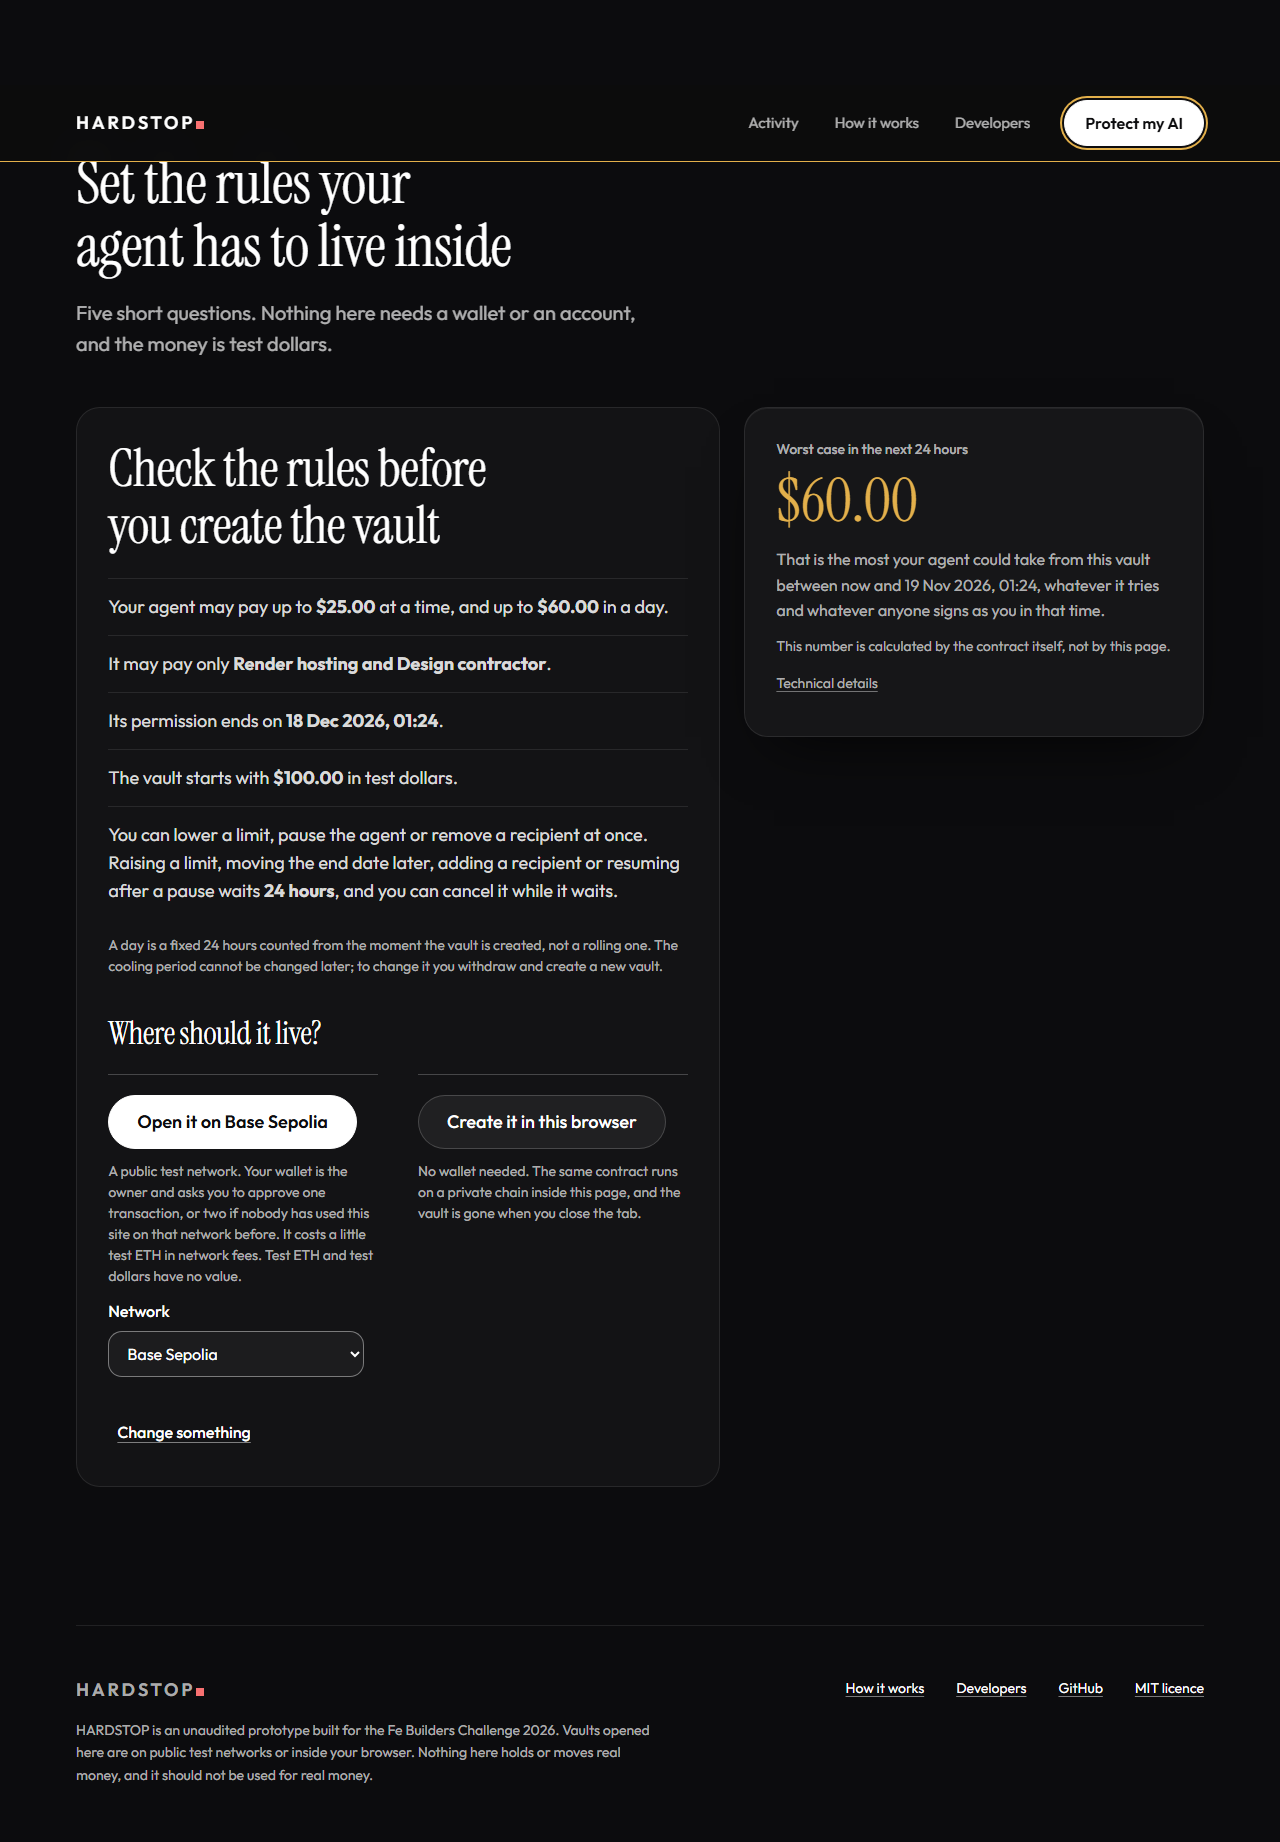 HARDSTOP
Activity
How it works
Developers
Protect my AI
Set the rules your
agent has to live inside
Five short questions. Nothing here needs a wallet or an account,
and the money is test dollars.
Check the rules before
you create the vault
Your agent may pay up to $25.00 at a time, and up to $60.00 in a day.
It may pay only Render hosting and Design contractor.
Its permission ends on 18 Dec 2026, 01:24.
The vault starts with $100.00 in test dollars.
You can lower a limit, pause the agent or remove a recipient at once.
Raising a limit, moving the end date later, adding a recipient or resuming
after a pause waits 24 hours, and you can cancel it while it waits.
A day is a fixed 24 hours counted from the moment the vault is created, not a rolling one. The
cooling period cannot be changed later; to change it you withdraw and create a new vault.
Where should it live?
Open it on Base Sepolia
A public test network. Your wallet is the
owner and asks you to approve one
transaction, or two if nobody has used this
site on that network before. It costs a little
test ETH in network fees. Test ETH and test
dollars have no value.
Network
Base Sepolia
Create it in this browser
No wallet needed. The same contract runs
on a private chain inside this page, and the
vault is gone when you close the tab.
Change something
Worst case in the next 24 hours
$60.00
That is the most your agent could take from this vault
between now and 19 Nov 2026, 01:24, whatever it tries
and whatever anyone signs as you in that time.
This number is calculated by the contract itself, not by this page.
Technical details
HARDSTOP
How it works
Developers
GitHub
MIT licence
HARDSTOP is an unaudited prototype built for the Fe Builders Challenge 2026. Vaults opened
here are on public test networks or inside your browser. Nothing here holds or moves real
money, and it should not be used for real money.